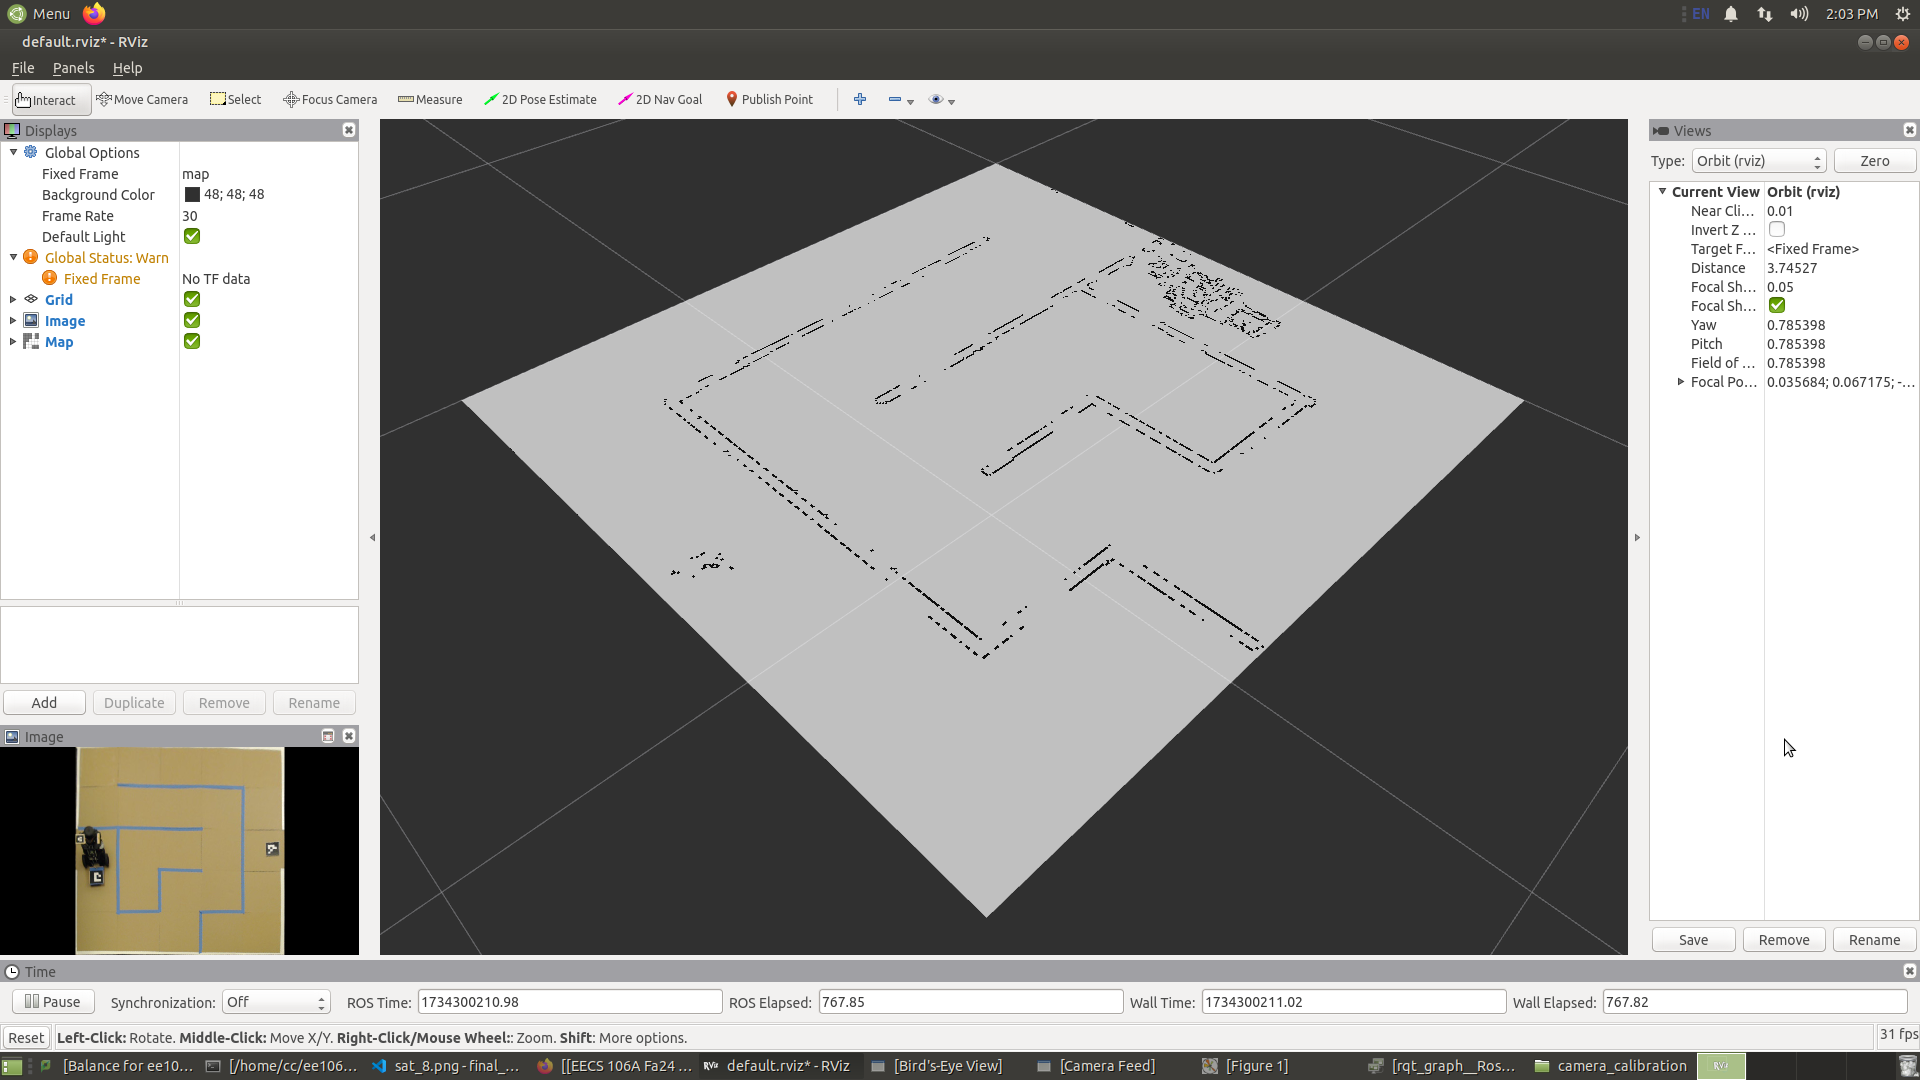 Menu
EN
2:03 PM
default.rviz* - RViz
File Panels Help
Interact Move Camera Select Focus Camera Measure 2D Pose Estimate 2D Nav Goal Publish Point
Displays
Global Options
Fixed Frame map
Background Color 48; 48; 48
Frame Rate 30
Default Light
Global Status: Warn
Fixed Frame No TF data
Grid
Image
Map
Add Duplicate Remove Rename
Image
Views
Type: Orbit (rviz) Zero
Current View Orbit (rviz)
Near Cli... 0.01
Invert Z ...
Target F... <Fixed Frame>
Distance 3.74527
Focal Sh... 0.05
Focal Sh...
Yaw 0.785398
Pitch 0.785398
Field of ... 0.785398
Focal Po... 0.035684; 0.067175; -...
Save Remove Rename
Time
Pause Synchronization: Off ROS Time: 1734300210.98 ROS Elapsed: 767.85 Wall Time: 1734300211.02 Wall Elapsed: 767.82
Reset Left-Click: Rotate. Middle-Click: Move X/Y. Right-Click/Mouse Wheel:: Zoom. Shift: More options. 31 fps
[Balance for ee10... [/home/cc/ee106... sat_8.png - final_... [[EECS 106A Fa24 ... default.rviz* - RViz [Bird's-Eye View] [Camera Feed] [Figure 1] [rqt_graph__Ros... camera_calibration